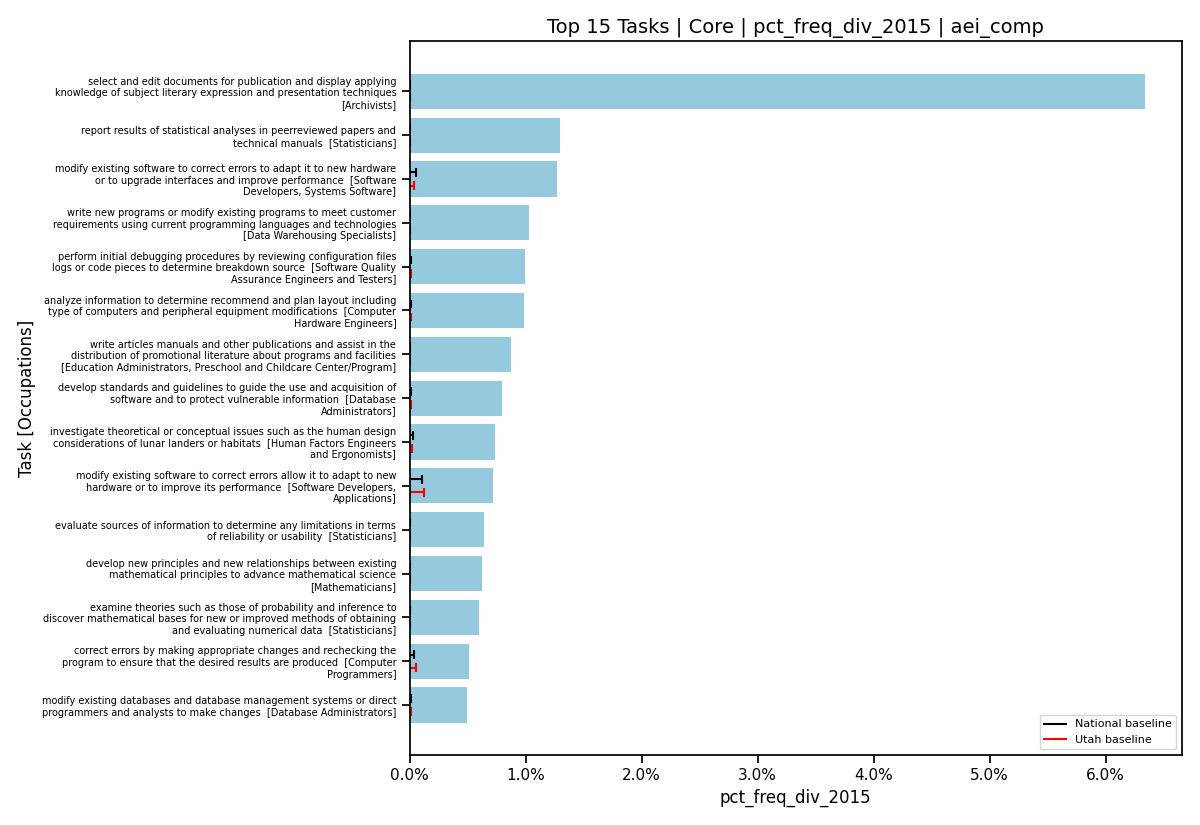 Top 15 Tasks | Core | pct_freq_div_2015 | aei_comp
select and edit documents for publication and display applying
knowledge of subject literary expression and presentation techniques
[Archivists]
report results of statistical analyses in peerreviewed papers and
technical manuals  [Statisticians]
modify existing software to correct errors to adapt it to new hardware
or to upgrade interfaces and improve performance  [Software
Developers, Systems Software]
write new programs or modify existing programs to meet customer
requirements using current programming languages and technologies
[Data Warehousing Specialists]
perform initial debugging procedures by reviewing configuration files
logs or code pieces to determine breakdown source  [Software Quality
Assurance Engineers and Testers]
analyze information to determine recommend and plan layout including
type of computers and peripheral equipment modifications  [Computer
Hardware Engineers]
write articles manuals and other publications and assist in the
distribution of promotional literature about programs and facilities
[Education Administrators, Preschool and Childcare Center/Program]
develop standards and guidelines to guide the use and acquisition of
software and to protect vulnerable information  [Database
Administrators]
investigate theoretical or conceptual issues such as the human design
considerations of lunar landers or habitats  [Human Factors Engineers
and Ergonomists]
modify existing software to correct errors allow it to adapt to new
hardware or to improve its performance  [Software Developers,
Applications]
evaluate sources of information to determine any limitations in terms
of reliability or usability  [Statisticians]
develop new principles and new relationships between existing
mathematical principles to advance mathematical science
[Mathematicians]
examine theories such as those of probability and inference to
discover mathematical bases for new or improved methods of obtaining
and evaluating numerical data  [Statisticians]
correct errors by making appropriate changes and rechecking the
program to ensure that the desired results are produced  [Computer
Programmers]
modify existing databases and database management systems or direct
programmers and analysts to make changes  [Database Administrators]
Task [Occupations]
National baseline
Utah baseline
0.0% 1.0% 2.0% 3.0% 4.0% 5.0% 6.0%
pct_freq_div_2015